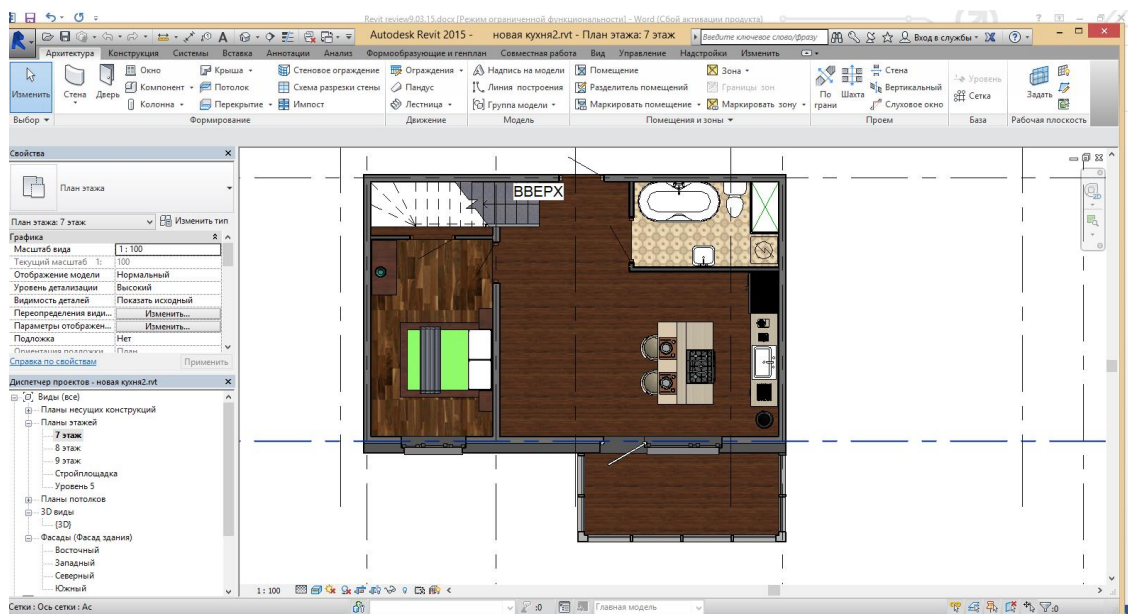 Revit review9.03.15.docx [Режим ограниченной функциональности] - Word (Сбой активации продукта)
Autodesk Revit 2015 - новая кухня2.rvt - План этажа: 7 этаж Введите ключевое слово/фразу Вход в службы
Архитектура Конструкция Системы Вставка Аннотации Анализ Формообразующие и генплан Совместная работа Вид Управление Надстройки Изменить
Окно Крыша Стеновое ограждение Ограждения Надпись на модели Помещение Зона Стена
Изменить Стена Дверь Компонент Потолок Схема разрезки стены Пандус Линия построения Разделитель помещений Границы зон По грани Шахта Вертикальный Уровень Задать
Колонна Перекрытие Импост Лестница Группа модели Маркировать помещение Маркировать зону Слуховое окно Сетка
Выбор Формирование Движение Модель Помещения и зоны Проем База Рабочая плоскость
Свойства
План этажа
План этажа: 7 этаж Изменить тип
Графика
Масштаб вида 1 : 100
Текущий масштаб 1: 100
Отображение модели Нормальный
Уровень детализации Высокий
Видимость деталей Показать исходный
Переопределения види... Изменить...
Параметры отображен... Изменить...
Подложка Нет
Ориентация подложки План
Справка по свойствам Применить
Диспетчер проектов - новая кухня2.rvt
Виды (все)
Планы несущих конструкций
Планы этажей
7 этаж
8 этаж
9 этаж
Стройплощадка
Уровень 5
Планы потолков
3D виды
{3D}
Фасады (Фасад здания)
Восточный
Западный
Северный
Южный
ВВЕРХ
1 : 100
Сетки : Ось сетки : Ас :0 Главная модель :0